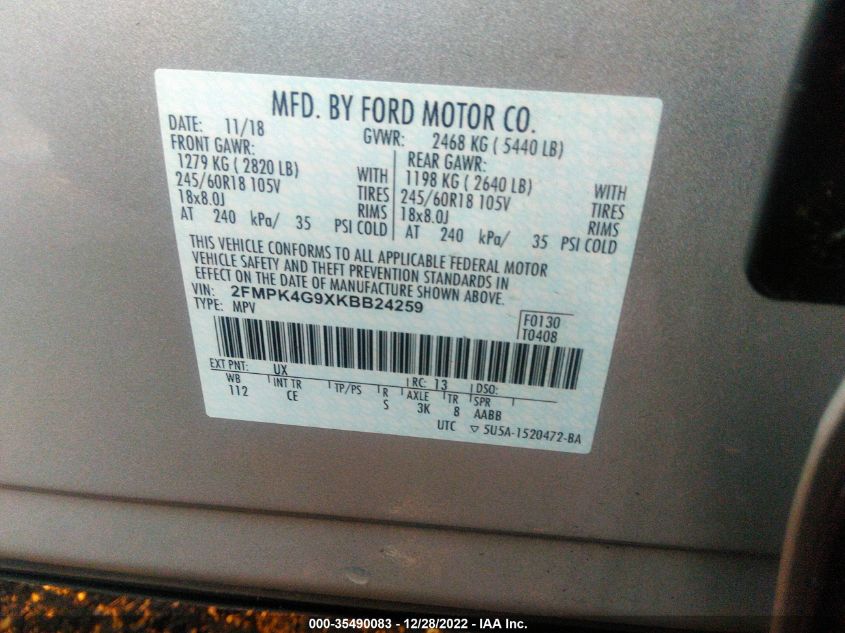 MFD. BY FORD MOTOR CO.
DATE: 11/18 GVWR: 2468 KG ( 5440 LB)
FRONT GAWR: REAR GAWR:
1279 KG ( 2820 LB) WITH 1198 KG ( 2640 LB) WITH
245/60R18 105V TIRES 245/60R18 105V TIRES
18x8.0J RIMS 18x8.0J RIMS
AT 240 kPa/ 35 PSI COLD AT 240 kPa/ 35 PSI COLD
THIS VEHICLE CONFORMS TO ALL APPLICABLE FEDERAL MOTOR
VEHICLE SAFETY AND THEFT PREVENTION STANDARDS IN
EFFECT ON THE DATE OF MANUFACTURE SHOWN ABOVE.
VIN: 2FMPK4G9XKBB24259
TYPE: MPV
F0130
T0408
EXT PNT: UX RC: 13 DSO:
WB INT TR TP/PS R AXLE TR SPR
112 CE S 3K 8 AABB
UTC ▽ 5U5A-1520472-BA
000-35490083 - 12/28/2022 - IAA Inc.